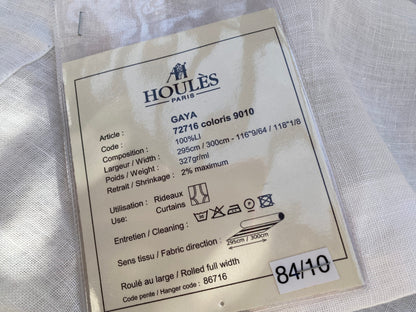 HOULÈS
PARIS
Article : GAYA
Code : 72716 coloris 9010
Composition : 100%LI
Largeur / Width : 295cm / 300cm - 116"9/64 / 118"1/8
Poids / Weight : 327gr/ml
Retrait / Shrinkage : 2% maximum
Utilisation : Rideaux
Use: Curtains
Entretien / Cleaning :
Sens tissu / Fabric direction :
295cm / 300cm
Roulé au large / Rolled full width
Code pente / Hanger code : 86716
84/10